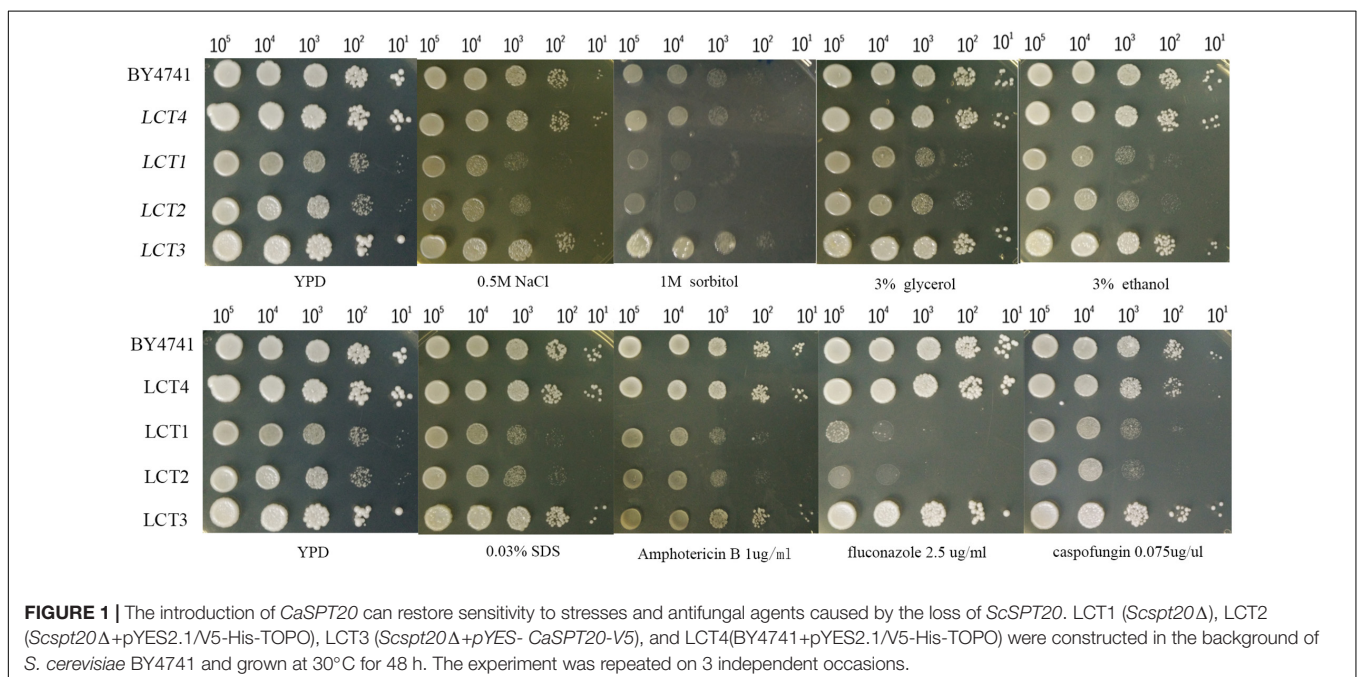 10⁵ 10⁴ 10³ 10² 10¹ 10⁵ 10⁴ 10³ 10² 10¹ 10⁵ 10⁴ 10³ 10² 10¹ 10⁵ 10⁴ 10³ 10² 10¹ 10⁵ 10⁴ 10³ 10² 10¹
BY4741
LCT4
LCT1
LCT2
LCT3
YPD 0.5M NaCl 1M sorbitol 3% glycerol 3% ethanol
10⁵ 10⁴ 10³ 10² 10¹ 10⁵ 10⁴ 10³ 10² 10¹ 10⁵ 10⁴ 10³ 10² 10¹ 10⁵ 10⁴ 10³ 10² 10¹ 10⁵ 10⁴ 10³ 10² 10¹
BY4741
LCT4
LCT1
LCT2
LCT3
YPD 0.03% SDS Amphotericin B 1ug/ml fluconazole 2.5 ug/ml caspofungin 0.075ug/ul
FIGURE 1 | The introduction of CaSPT20 can restore sensitivity to stresses and antifungal agents caused by the loss of ScSPT20. LCT1 (Scspt20Δ), LCT2
(Scspt20Δ+pYES2.1/V5-His-TOPO), LCT3 (Scspt20Δ+pYES- CaSPT20-V5), and LCT4(BY4741+pYES2.1/V5-His-TOPO) were constructed in the background of
S. cerevisiae BY4741 and grown at 30°C for 48 h. The experiment was repeated on 3 independent occasions.